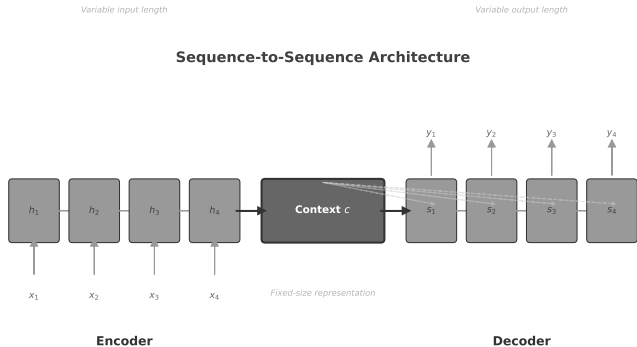 Variable input length
Variable output length
Sequence-to-Sequence Architecture
y₁ y₂ y₃ y₄
h₁ h₂ h₃ h₄ Context c s₁ s₂ s₃ s₄
x₁ x₂ x₃ x₄
Fixed-size representation
Encoder
Decoder